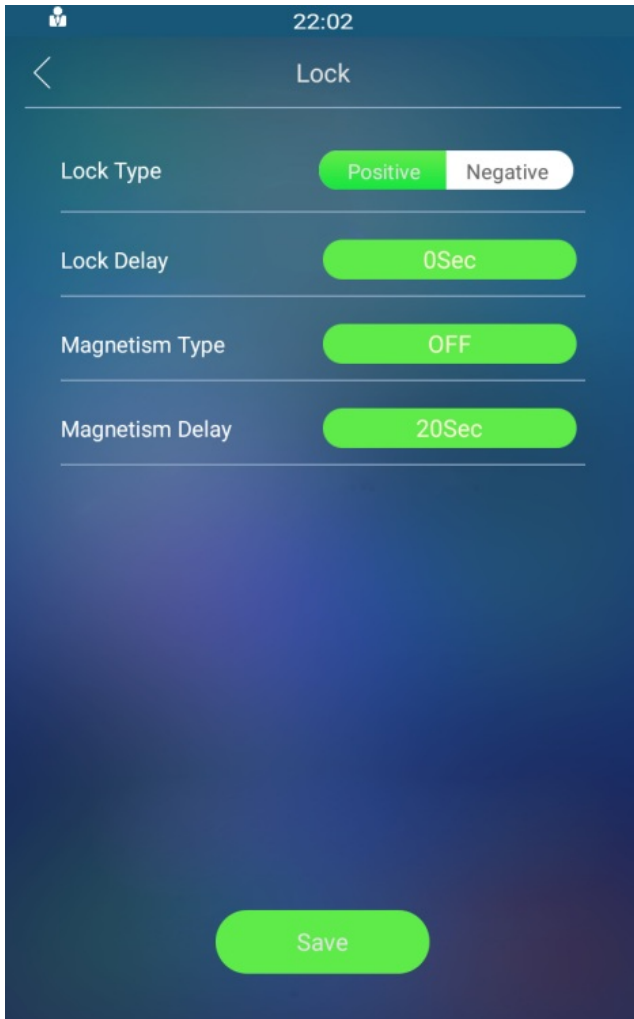 22:02
Lock
Lock Type Positive Negative
Lock Delay 0Sec
Magnetism Type OFF
Magnetism Delay 20Sec
Save